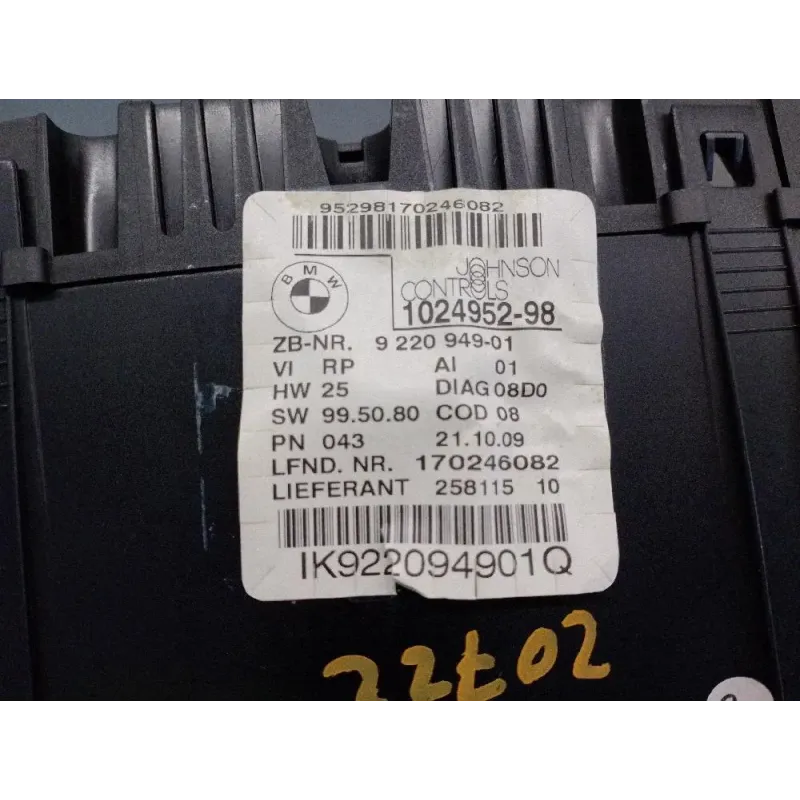 95298170246082
BMW
JOHNSON
CONTROLS
1024952-98
ZB-NR. 9 220 949-01
VI RP AI 01
HW 25 DIAG 08D0
SW 99.50.80 COD 08
PN 043 21.10.09
LFND. NR. 170246082
LIEFERANT 258115 10
IK922094901Q
22t02